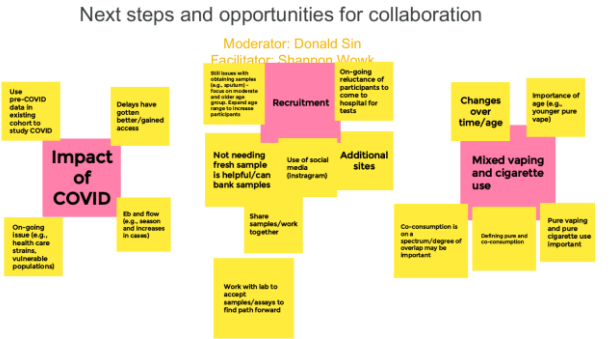 Next steps and opportunities for collaboration
Moderator: Donald Sin
Facilitator: Shannon Wowk
Use
pre-COVID
data in
existing
cohort to
study COVID
Delays have
gotten
better/gained
access
Impact
of
COVID
On-going
issue (e.g.,
health care
strains,
vulnerable
populations)
Eb and flow (e.g.,
season and increases
in cases)
Still issues with
obtaining samples
(e.g., sputum) –
focus on moderate
and older age
group. Expand age
range to increase
participants
Recruitment
On-going
reluctance of
participants to
come to
hospital for
tests
Not needing
fresh sample
is helpful/can
bank samples
Use of social
media
(instragram)
Additional
sites
Share
samples/work
together
Work with lab to
accept
samples/assays to
find path forward
Changes
over
time/age
Importance of
age (e.g.,
younger pure
vape)
Mixed vaping
and cigarette
use
Co-consumption is
on a
spectrum/degree of
overlap may be
important
Defining pure and
co-consumption
Pure vaping
and pure
cigarette use
important